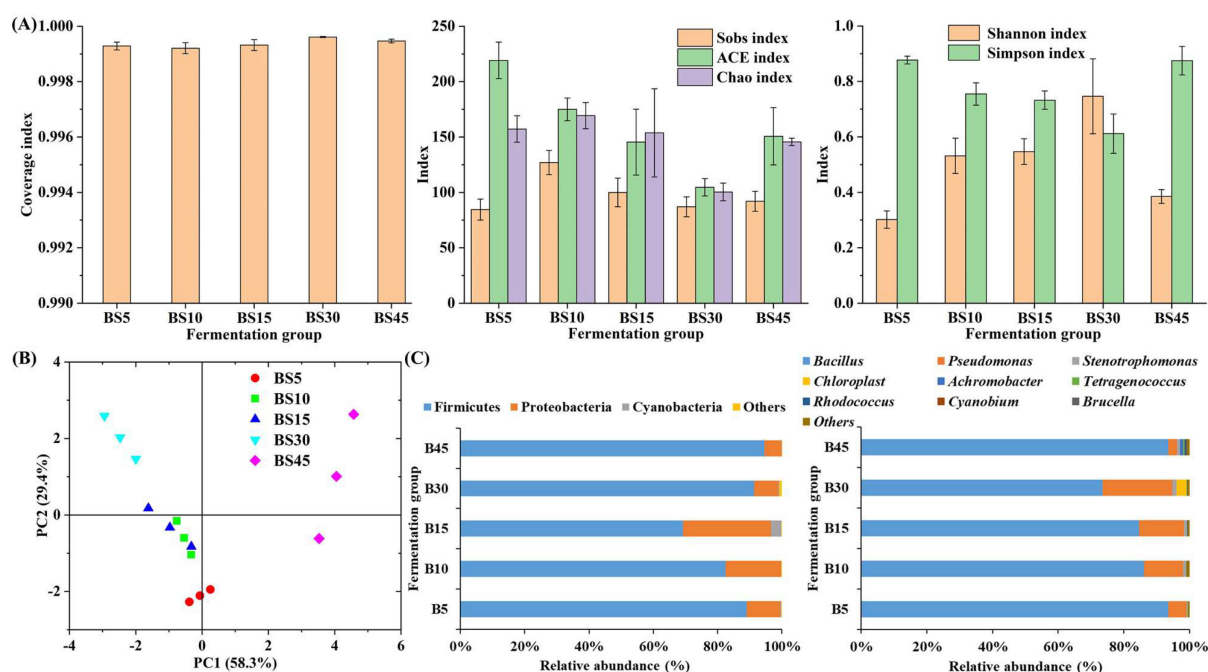 (A)
1.000
0.998
0.996
0.994
0.992
0.990
Coverage index
BS5 BS10 BS15 BS30 BS45
Fermentation group
250
200
150
100
50
0
Index
Sobs index
ACE index
Chao index
BS5 BS10 BS15 BS30 BS45
Fermentation group
1.0
0.8
0.6
0.4
0.2
0.0
Index
Shannon index
Simpson index
BS5 BS10 BS15 BS30 BS45
Fermentation group
(B)
4
2
0
-2
-4
PC2 (29.4%)
BS5
BS10
BS15
BS30
BS45
-4 -2 0 2 4 6
PC1 (58.3%)
(C)
Firmicutes Proteobacteria Cyanobacteria Others
Fermentation group
B45
B30
B15
B10
B5
0% 20% 40% 60% 80% 100%
Relative abundance (%)
Bacillus Pseudomonas Stenotrophomonas
Chloroplast Achromobacter Tetragenococcus
Rhodococcus Cyanobium Brucella
Others
Fermentation group
B45
B30
B15
B10
B5
0% 20% 40% 60% 80% 100%
Relative abundance (%)